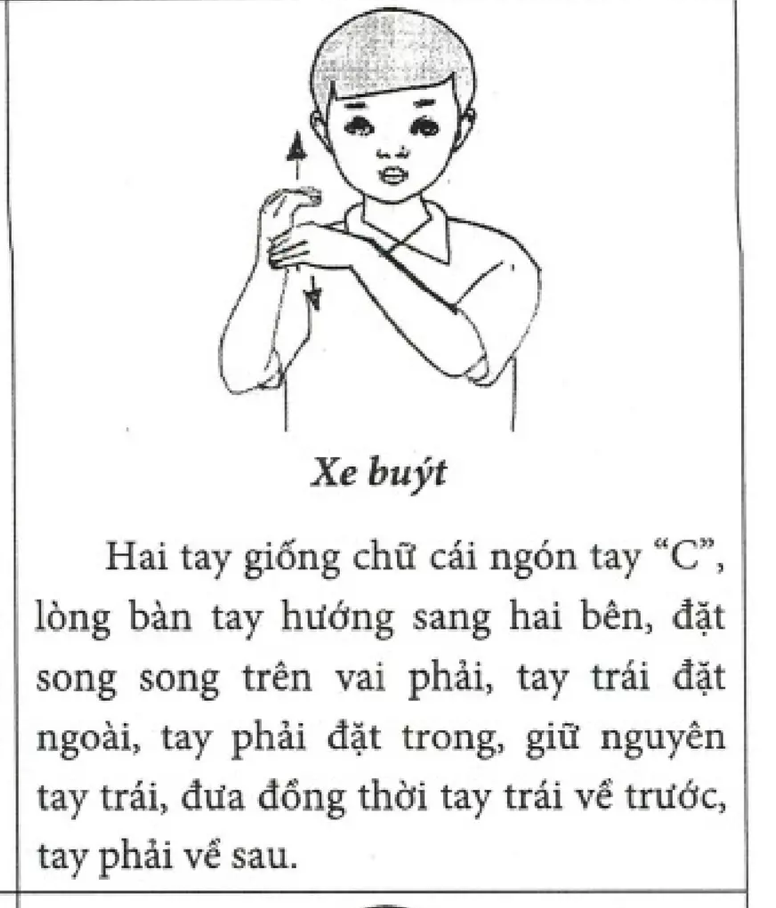 Xe buýt
Hai tay giống chữ cái ngón tay “C”,
lòng bàn tay hướng sang hai bên, đặt
song song trên vai phải, tay trái đặt
ngoài, tay phải đặt trong, giữ nguyên
tay trái, đưa đồng thời tay trái về trước,
tay phải về sau.